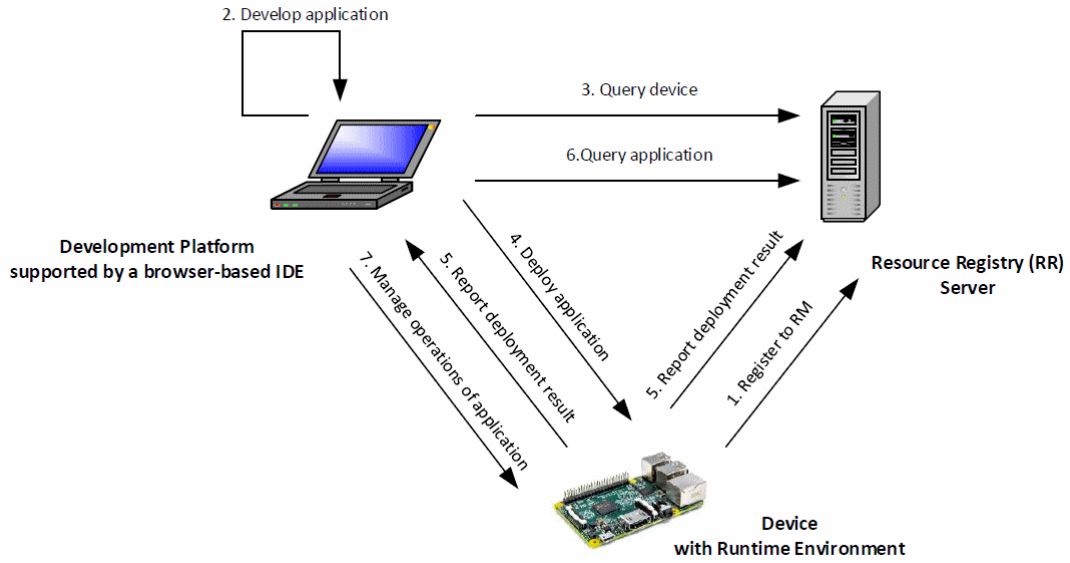 2. Develop application
3. Query device
6.Query application
Development Platform
supported by a browser-based IDE
Resource Registry (RR)
Server
4. Deploy application
5. Report deployment result
7. Manage operations of application
5. Report deployment result
1. Register to RM
Device
with Runtime Environment